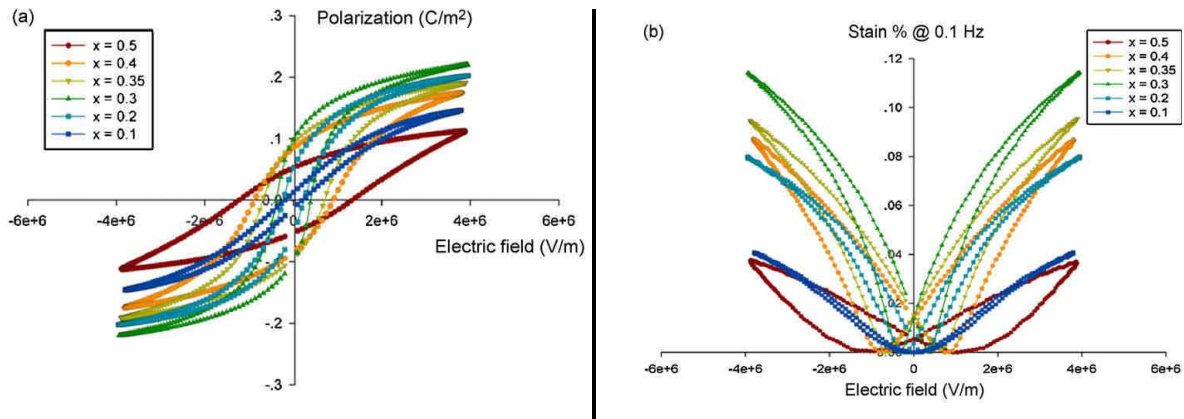 (a)
Polarization (C/m²)
x = 0.5
x = 0.4
x = 0.35
x = 0.3
x = 0.2
x = 0.1
.3
.2
.1
0.0
-.2
-.3
-6e+6
-4e+6
-2e+6
0
2e+6
4e+6
6e+6
Electric field (V/m)
(b)
Stain % @ 0.1 Hz
x = 0.5
x = 0.4
x = 0.35
x = 0.3
x = 0.2
x = 0.1
.12
.10
.08
.06
.04
-6e+6
-4e+6
-2e+6
0
2e+6
4e+6
6e+6
Electric field (V/m)